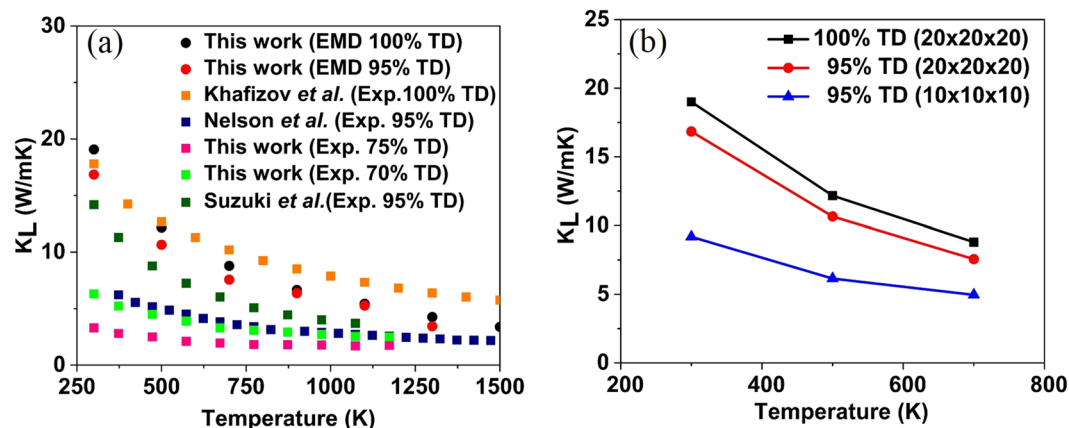 (a)
30
20
10
0
K_L (W/mK)
This work (EMD 100% TD)
This work (EMD 95% TD)
Khafizov et al. (Exp.100% TD)
Nelson et al. (Exp. 95% TD)
This work (Exp. 75% TD)
This work (Exp. 70% TD)
Suzuki et al.(Exp. 95% TD)
250 500 750 1000 1250 1500
Temperature (K)
(b)
25
20
15
10
5
0
K_L (W/mK)
100% TD (20x20x20)
95% TD (20x20x20)
95% TD (10x10x10)
200 400 600 800
Temperature (K)